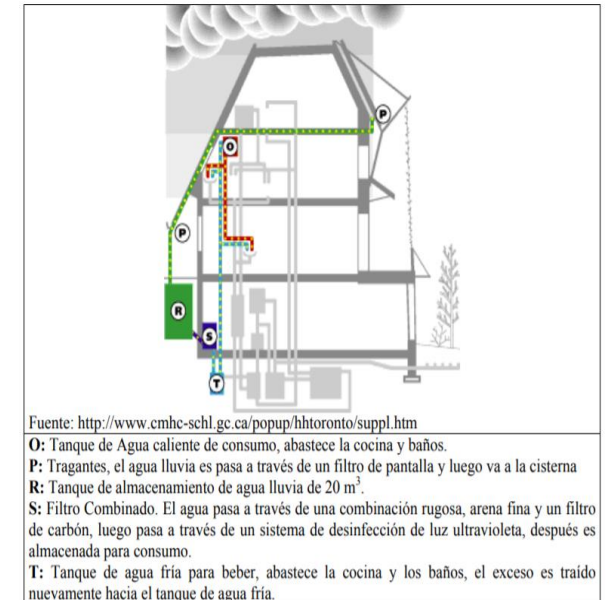 P
O
P
R
S
T
Fuente: http://www.cmhc-schl.gc.ca/popup/hhtoronto/suppl.htm
O: Tanque de Agua caliente de consumo, abastece la cocina y baños.
P: Tragantes, el agua lluvia es pasa a través de un filtro de pantalla y luego va a la cisterna
R: Tanque de almacenamiento de agua lluvia de 20 m³.
S: Filtro Combinado. El agua pasa a través de una combinación rugosa, arena fina y un filtro
de carbón, luego pasa a través de un sistema de desinfección de luz ultravioleta, después es
almacenada para consumo.
T: Tanque de agua fría para beber, abastece la cocina y los baños, el exceso es traído
nuevamente hacia el tanque de agua fría.